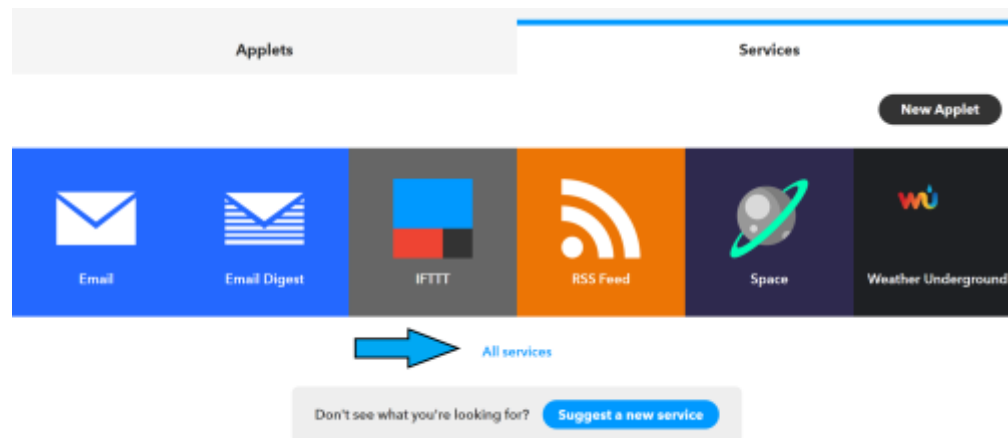 Applets
Services
New Applet
wu
Email
Email Digest
IFTTT
RSS Feed
Space
Weather Underground
All services
Don't see what you're looking for? Suggest a new service